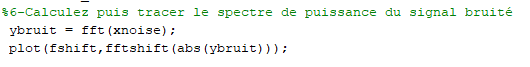 %6-Calculez puis tracer le spectre de puissance du signal bruité
ybruit = fft(xnoise);
plot(fshift,fftshift(abs(ybruit)));